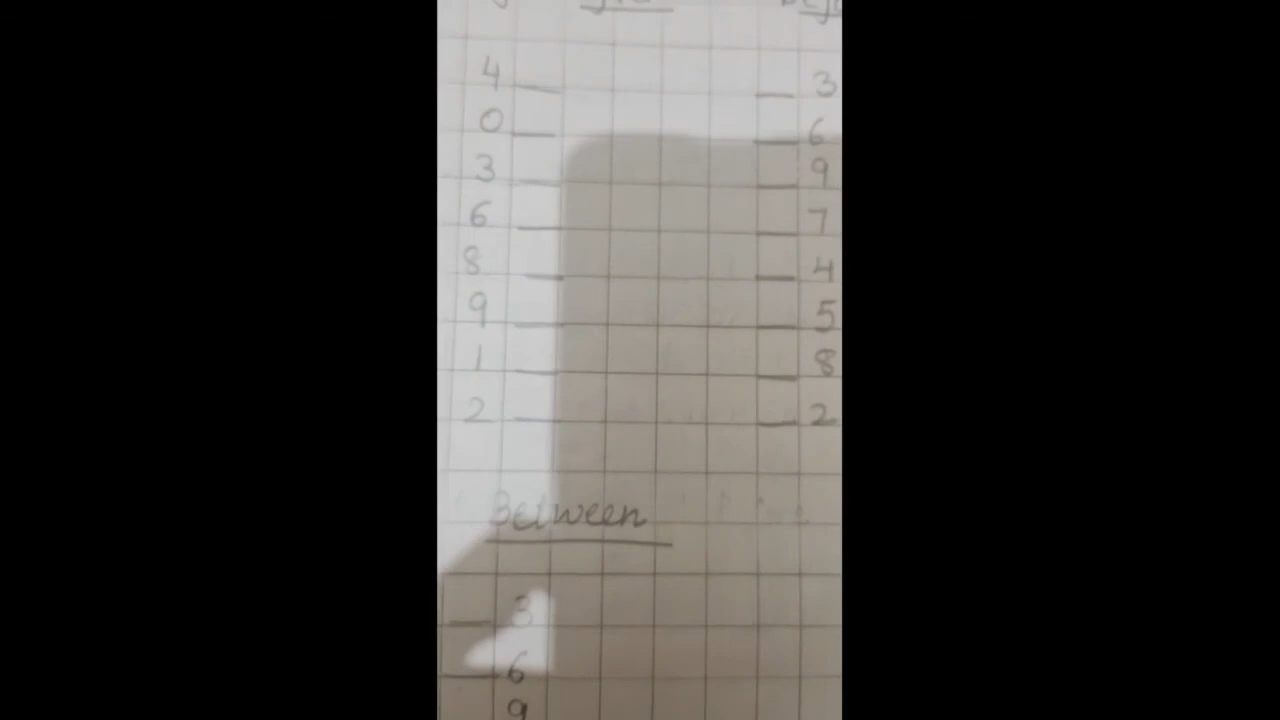 4 __ __ 3
0 __ __ 6
3 __ __ 9
6 __ __ 7
8 __ __ 4
9 __ __ 5
1 __ __ 8
2 __ __ 2
Between
__ 3
__ 6
9